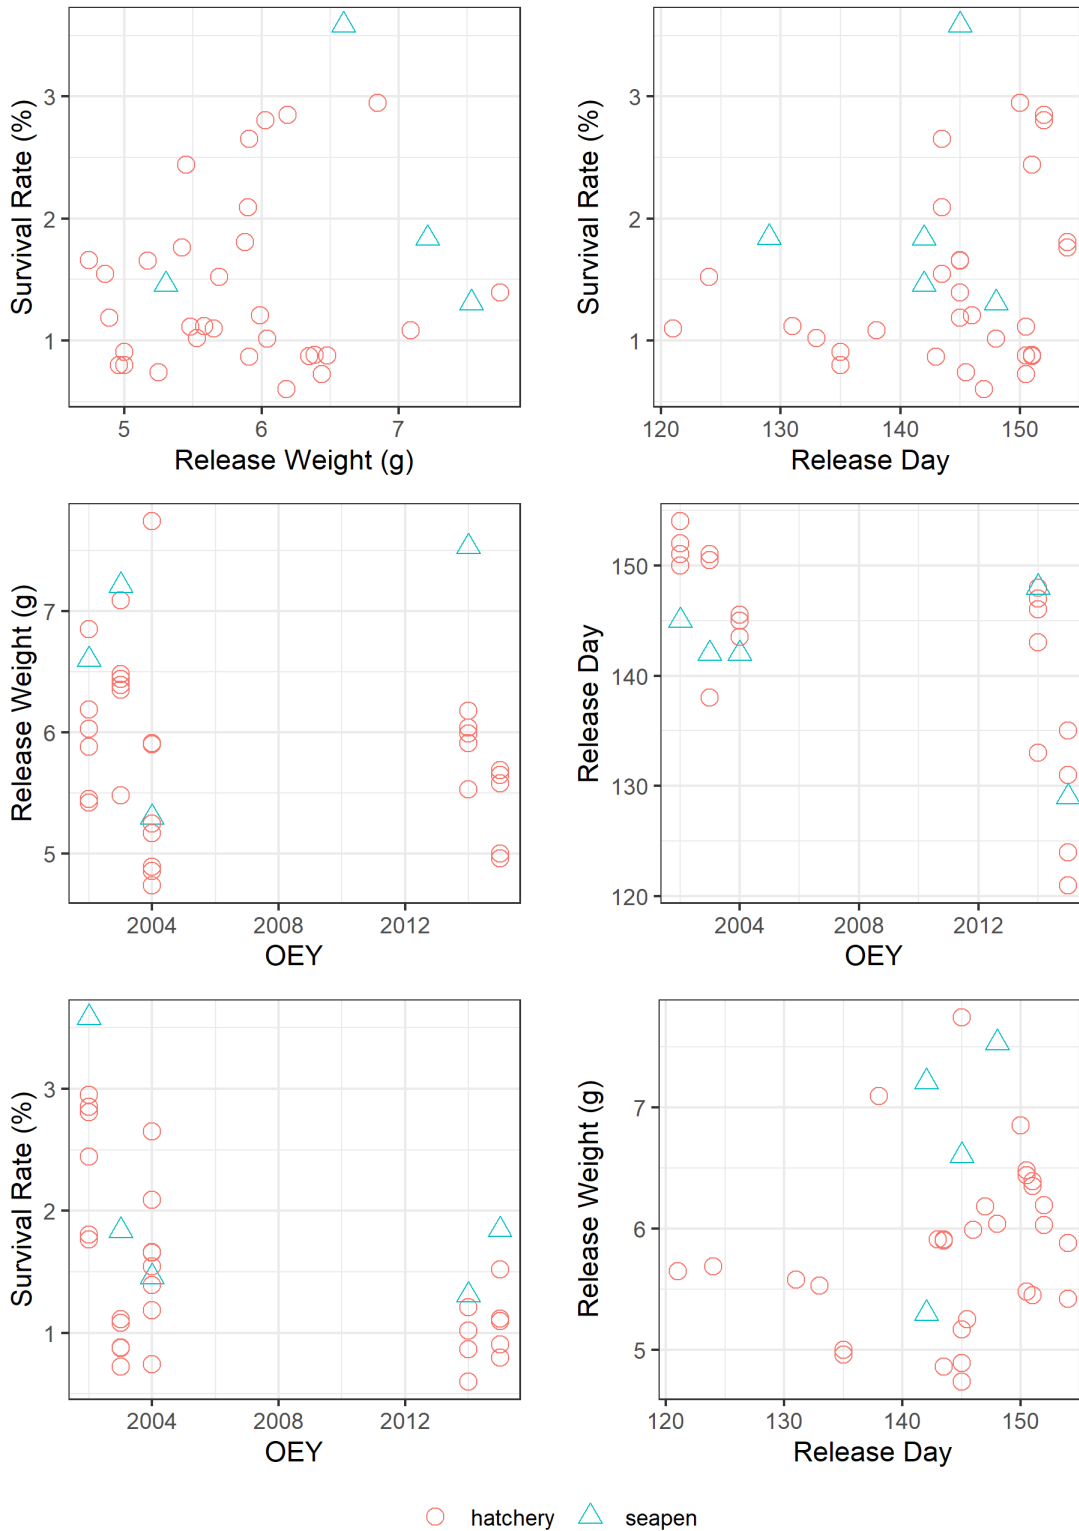 3
2
1
Survival Rate (%)
5 6 7
Release Weight (g)
3
2
1
Survival Rate (%)
120 130 140 150
Release Day
7
6
5
Release Weight (g)
2004 2008 2012
OEY
150
140
130
120
Release Day
2004 2008 2012
OEY
3
2
1
Survival Rate (%)
2004 2008 2012
OEY
7
6
5
Release Weight (g)
120 130 140 150
Release Day
hatchery seapen